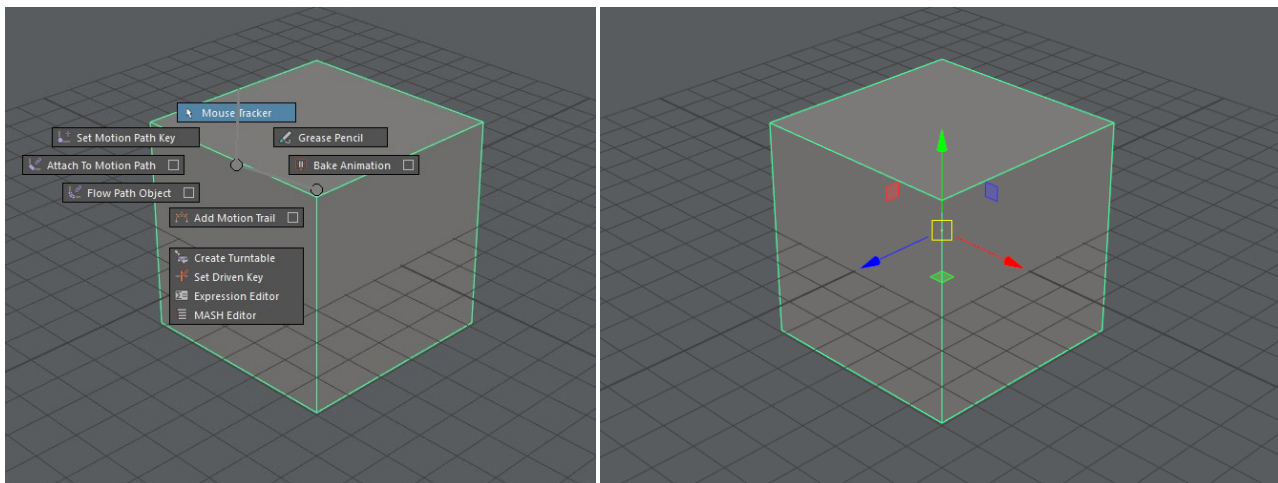 Mouse Tracker
Set Motion Path Key
Grease Pencil
Attach To Motion Path
Bake Animation
Flow Path Object
Add Motion Trail
Create Turntable
Set Driven Key
Expression Editor
MASH Editor